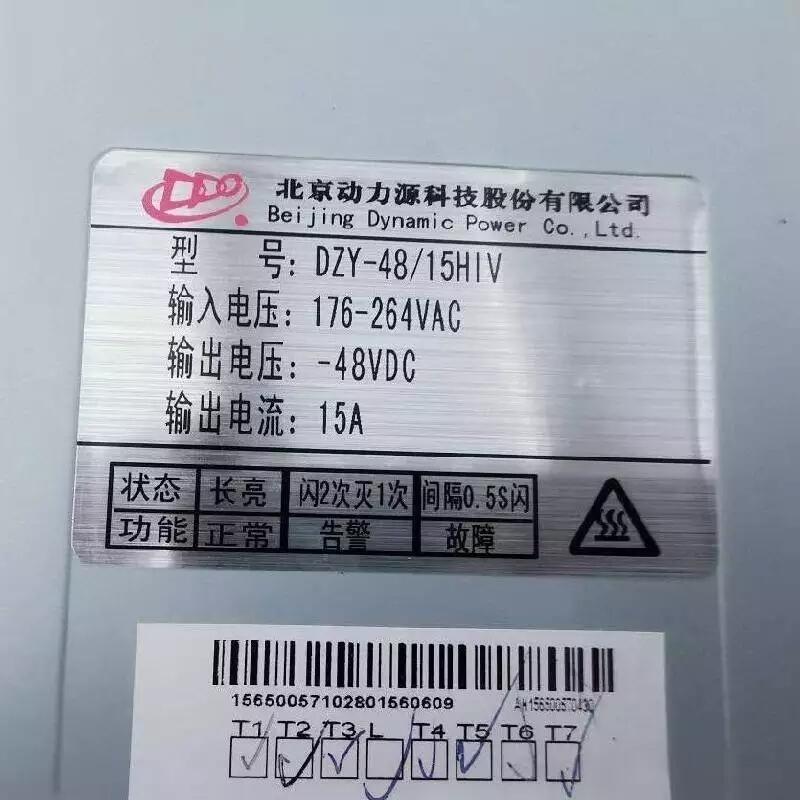 DDO
北京动力源科技股份有限公司
Beijing Dynamic Power Co.,Ltd.
型 号: DZY-48/15HIV
输入电压: 176-264VAC
输出电压: -48VDC
输出电流: 15A
状态 长亮 闪2次灭1次 间隔0.5S闪
功能 正常 告警 故障
15650057102801560609
T1 T2 T3 L T4 T5 T6 T7